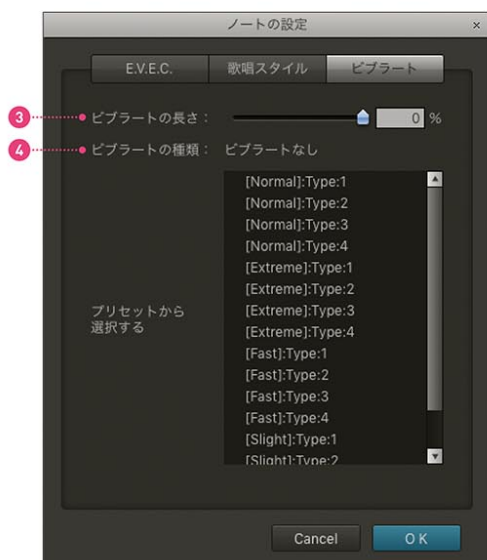 ノートの設定 ×
E.V.E.C. 歌唱スタイル ビブラート
3 ビブラートの長さ： 0 %
4 ビブラートの種類： ビブラートなし
[Normal]:Type:1
[Normal]:Type:2
[Normal]:Type:3
[Normal]:Type:4
[Extreme]:Type:1
[Extreme]:Type:2
プリセットから
選択する
[Extreme]:Type:3
[Extreme]:Type:4
[Fast]:Type:1
[Fast]:Type:2
[Fast]:Type:3
[Fast]:Type:4
[Slight]:Type:1
[Slight]:Type:2
Cancel OK